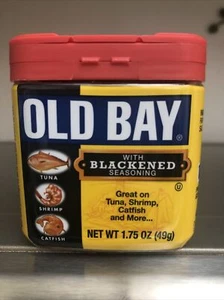 OLD BAY®
WITH
BLACKENED
SEASONING
TUNA
SHRIMP
CATFISH
Great on
Tuna, Shrimp,
Catfish
and More...
U
NET WT 1.75 OZ (49g)